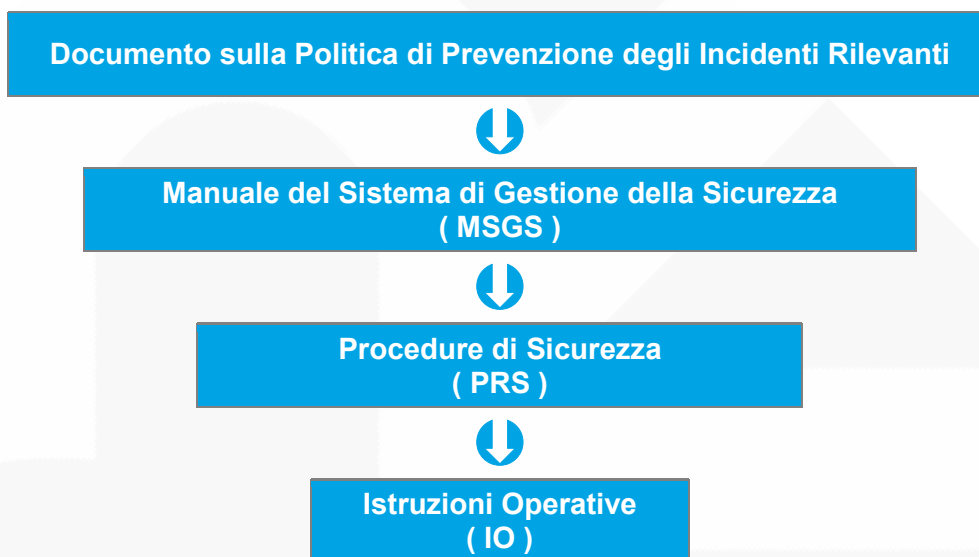 Documento sulla Politica di Prevenzione degli Incidenti Rilevanti
Manuale del Sistema di Gestione della Sicurezza
( MSGS )
Procedure di Sicurezza
( PRS )
Istruzioni Operative
( IO )